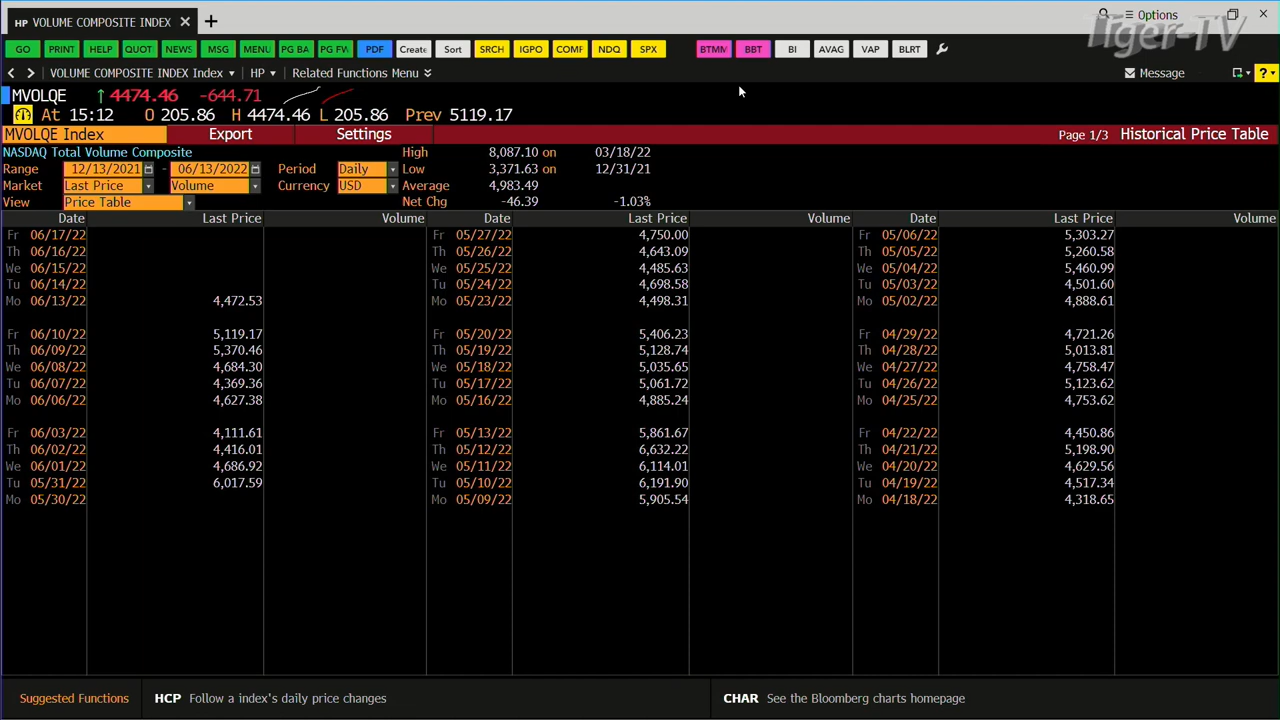 HP VOLUME COMPOSITE INDEX × + Options
Tiger-TV
GO PRINT HELP QUOT NEWS MSG MENU PG BA PG FW PDF Create Sort SRCH IGPO COMF NDQ SPX BTMM BBT BI AVAG VAP BLRT
VOLUME COMPOSITE INDEX Index HP Related Functions Menu Message ?
MVOLQE ↑ 4474.46 -644.71
At 15:12 O 205.86 H 4474.46 L 205.86 Prev 5119.17
MVOLQE Index Export Settings Page 1/3 Historical Price Table
NASDAQ Total Volume Composite High 8,087.10 on 03/18/22
Range 12/13/2021 - 06/13/2022 Period Daily Low 3,371.63 on 12/31/21
Market Last Price Volume Currency USD Average 4,983.49
View Price Table Net Chg -46.39 -1.03%
Date Last Price Volume Date Last Price Volume Date Last Price Volume
Fr 06/17/22 Fr 05/27/22 4,750.00 Fr 05/06/22 5,303.27
Th 06/16/22 Th 05/26/22 4,643.09 Th 05/05/22 5,260.58
We 06/15/22 We 05/25/22 4,485.63 We 05/04/22 5,460.99
Tu 06/14/22 Tu 05/24/22 4,698.58 Tu 05/03/22 4,501.60
Mo 06/13/22 4,472.53 Mo 05/23/22 4,498.31 Mo 05/02/22 4,888.61
Fr 06/10/22 5,119.17 Fr 05/20/22 5,406.23 Fr 04/29/22 4,721.26
Th 06/09/22 5,370.46 Th 05/19/22 5,128.74 Th 04/28/22 5,013.81
We 06/08/22 4,684.30 We 05/18/22 5,035.65 We 04/27/22 4,758.47
Tu 06/07/22 4,369.36 Tu 05/17/22 5,061.72 Tu 04/26/22 5,123.62
Mo 06/06/22 4,627.38 Mo 05/16/22 4,885.24 Mo 04/25/22 4,753.62
Fr 06/03/22 4,111.61 Fr 05/13/22 5,861.67 Fr 04/22/22 4,450.86
Th 06/02/22 4,416.01 Th 05/12/22 6,632.22 Th 04/21/22 5,198.90
We 06/01/22 4,686.92 We 05/11/22 6,114.01 We 04/20/22 4,629.56
Tu 05/31/22 6,017.59 Tu 05/10/22 6,191.90 Tu 04/19/22 4,517.34
Mo 05/30/22 Mo 05/09/22 5,905.54 Mo 04/18/22 4,318.65
Suggested Functions HCP Follow a index's daily price changes CHAR See the Bloomberg charts homepage